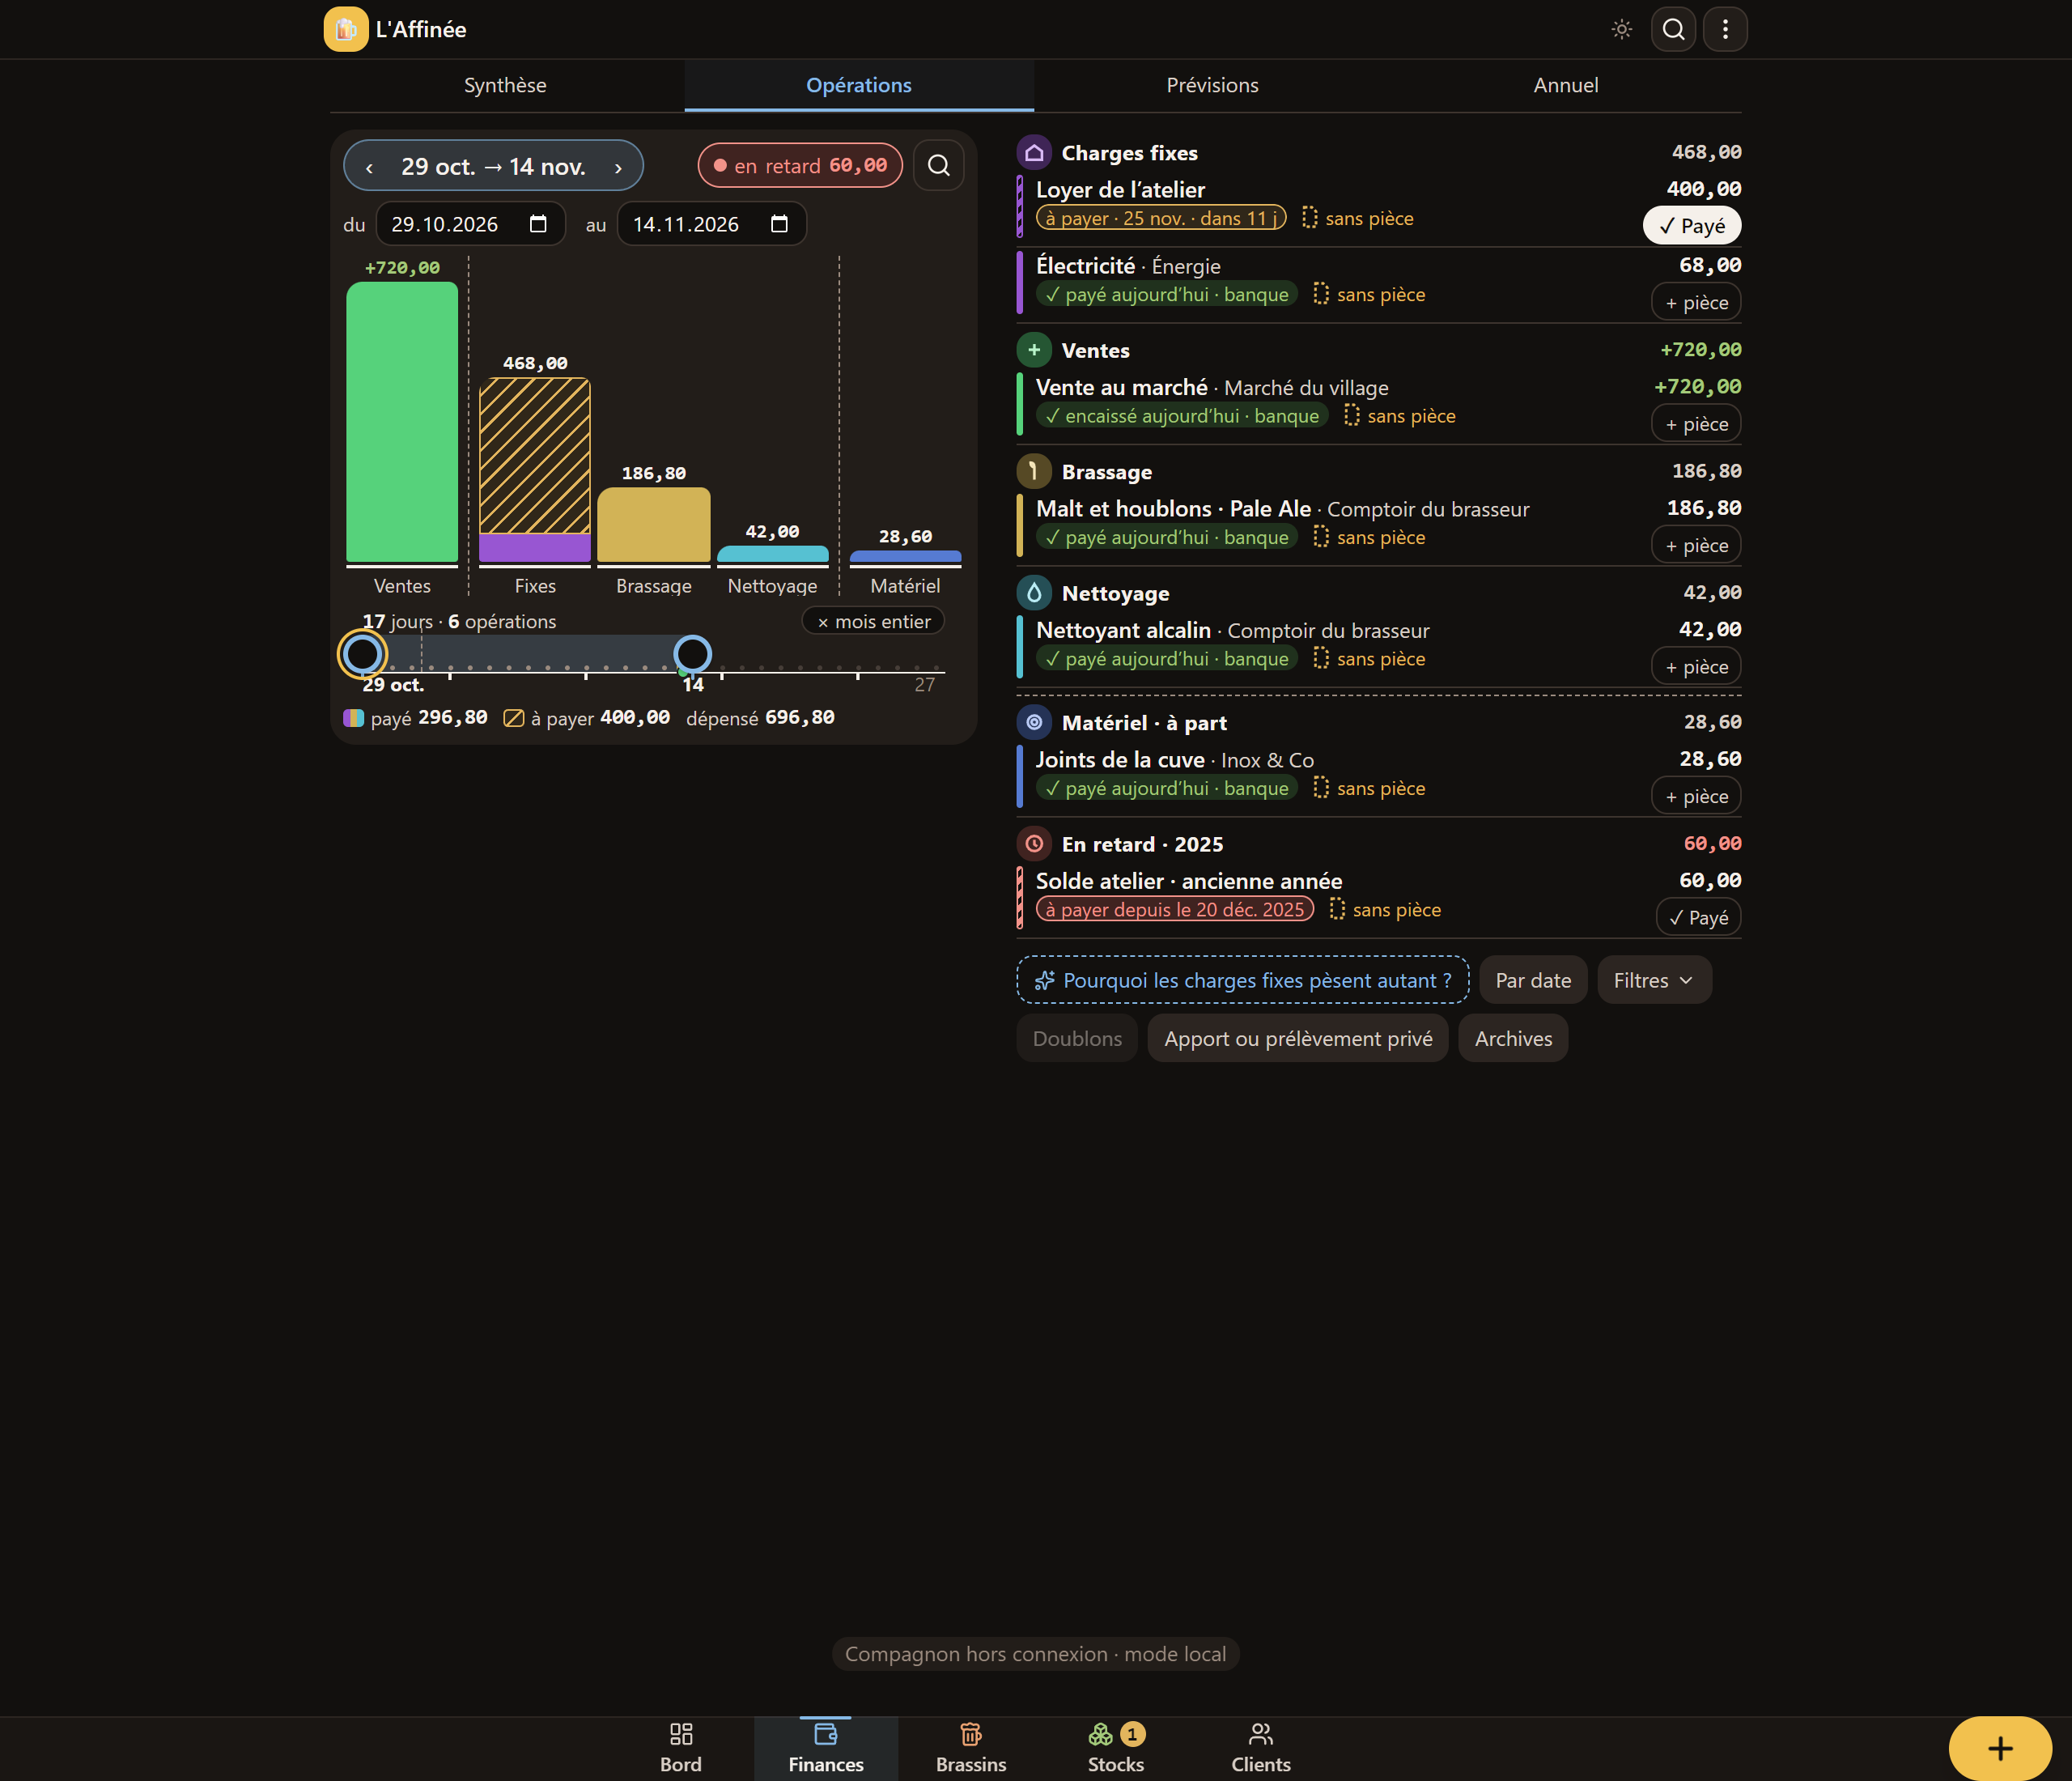 L'Affinée
Synthèse
Opérations
Prévisions
Annuel
‹ 29 oct. → 14 nov. ›
en retard 60,00
du 29.10.2026 au 14.11.2026
+720,00
468,00
186,80
42,00
28,60
Ventes
Fixes
Brassage
Nettoyage
Matériel
17 jours · 6 opérations
× mois entier
29 oct.
14
27
payé 296,80 à payer 400,00 dépensé 696,80
Charges fixes 468,00
Loyer de l’atelier 400,00
à payer · 25 nov. · dans 11 j sans pièce ✓ Payé
Électricité · Énergie 68,00
✓ payé aujourd’hui · banque sans pièce + pièce
Ventes +720,00
Vente au marché · Marché du village +720,00
✓ encaissé aujourd’hui · banque sans pièce + pièce
Brassage 186,80
Malt et houblons · Pale Ale · Comptoir du brasseur 186,80
✓ payé aujourd’hui · banque sans pièce + pièce
Nettoyage 42,00
Nettoyant alcalin · Comptoir du brasseur 42,00
✓ payé aujourd’hui · banque sans pièce + pièce
Matériel · à part 28,60
Joints de la cuve · Inox & Co 28,60
✓ payé aujourd’hui · banque sans pièce + pièce
En retard · 2025 60,00
Solde atelier · ancienne année 60,00
à payer depuis le 20 déc. 2025 sans pièce ✓ Payé
Pourquoi les charges fixes pèsent autant ?
Par date
Filtres
Doublons
Apport ou prélèvement privé
Archives
Compagnon hors connexion · mode local
Bord
Finances
Brassins
1
Stocks
Clients
+